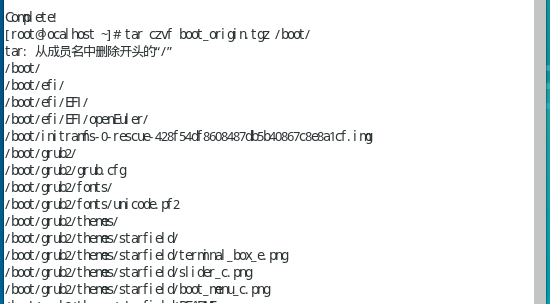 Complete!
[root@localhost ~]# tar czvf boot_origin.tgz /boot/
tar: 从成员名中删除开头的“/”
/boot/
/boot/efi/
/boot/efi/EFI/
/boot/efi/EFI/openEuler/
/boot/initramfs-0-rescue-428f54df8608487db5b40867c8e8a1cf.img
/boot/grub2/
/boot/grub2/grub.cfg
/boot/grub2/fonts/
/boot/grub2/fonts/unicode.pf2
/boot/grub2/themes/
/boot/grub2/themes/starfield/
/boot/grub2/themes/starfield/terminal_box_e.png
/boot/grub2/themes/starfield/slider_c.png
/boot/grub2/themes/starfield/boot_menu_c.png